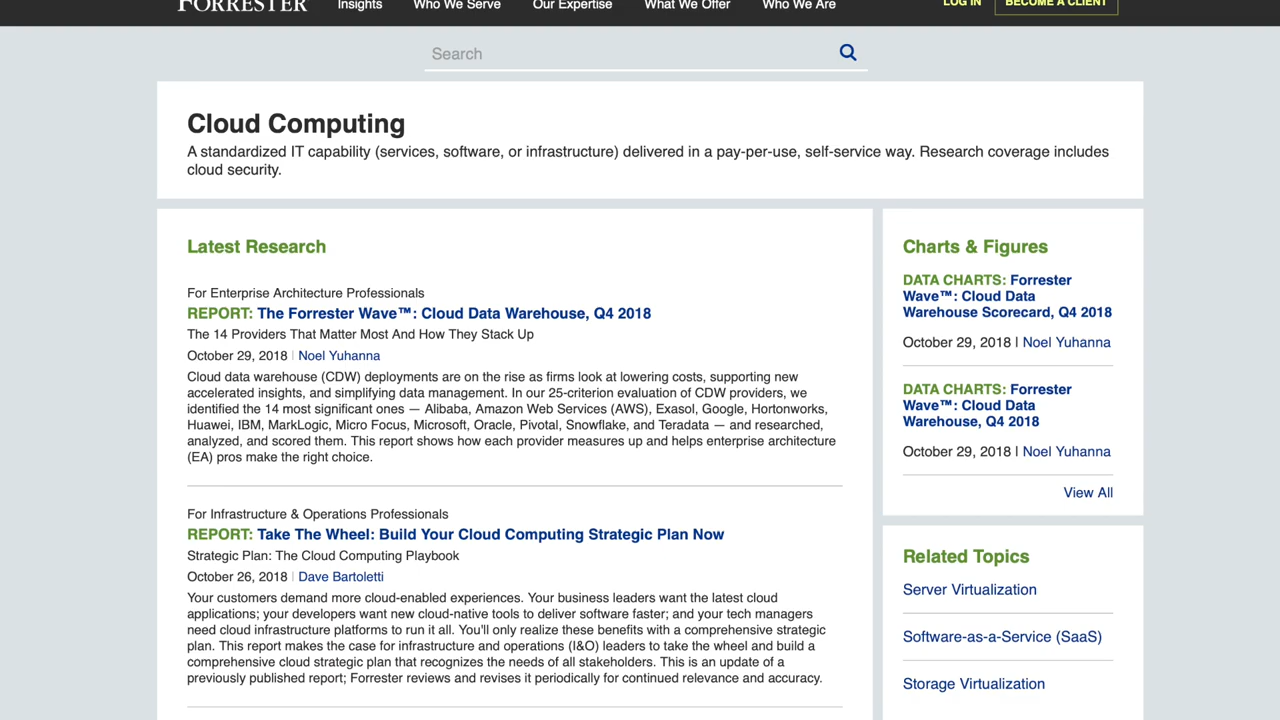 FORRESTER Insights Who We Serve Our Expertise What We Offer Who We Are LOG IN BECOME A CLIENT
Search
Cloud Computing
A standardized IT capability (services, software, or infrastructure) delivered in a pay-per-use, self-service way. Research coverage includes
cloud security.
Latest Research
For Enterprise Architecture Professionals
REPORT: The Forrester Wave™: Cloud Data Warehouse, Q4 2018
The 14 Providers That Matter Most And How They Stack Up
October 29, 2018 | Noel Yuhanna
Cloud data warehouse (CDW) deployments are on the rise as firms look at lowering costs, supporting new
accelerated insights, and simplifying data management. In our 25-criterion evaluation of CDW providers, we
identified the 14 most significant ones — Alibaba, Amazon Web Services (AWS), Exasol, Google, Hortonworks,
Huawei, IBM, MarkLogic, Micro Focus, Microsoft, Oracle, Pivotal, Snowflake, and Teradata — and researched,
analyzed, and scored them. This report shows how each provider measures up and helps enterprise architecture
(EA) pros make the right choice.
For Infrastructure & Operations Professionals
REPORT: Take The Wheel: Build Your Cloud Computing Strategic Plan Now
Strategic Plan: The Cloud Computing Playbook
October 26, 2018 | Dave Bartoletti
Your customers demand more cloud-enabled experiences. Your business leaders want the latest cloud
applications; your developers want new cloud-native tools to deliver software faster; and your tech managers
need cloud infrastructure platforms to run it all. You'll only realize these benefits with a comprehensive strategic
plan. This report makes the case for infrastructure and operations (I&O) leaders to take the wheel and build a
comprehensive cloud strategic plan that recognizes the needs of all stakeholders. This is an update of a
previously published report; Forrester reviews and revises it periodically for continued relevance and accuracy.
Charts & Figures
DATA CHARTS: Forrester
Wave™: Cloud Data
Warehouse Scorecard, Q4 2018
October 29, 2018 | Noel Yuhanna
DATA CHARTS: Forrester
Wave™: Cloud Data
Warehouse, Q4 2018
October 29, 2018 | Noel Yuhanna
View All
Related Topics
Server Virtualization
Software-as-a-Service (SaaS)
Storage Virtualization